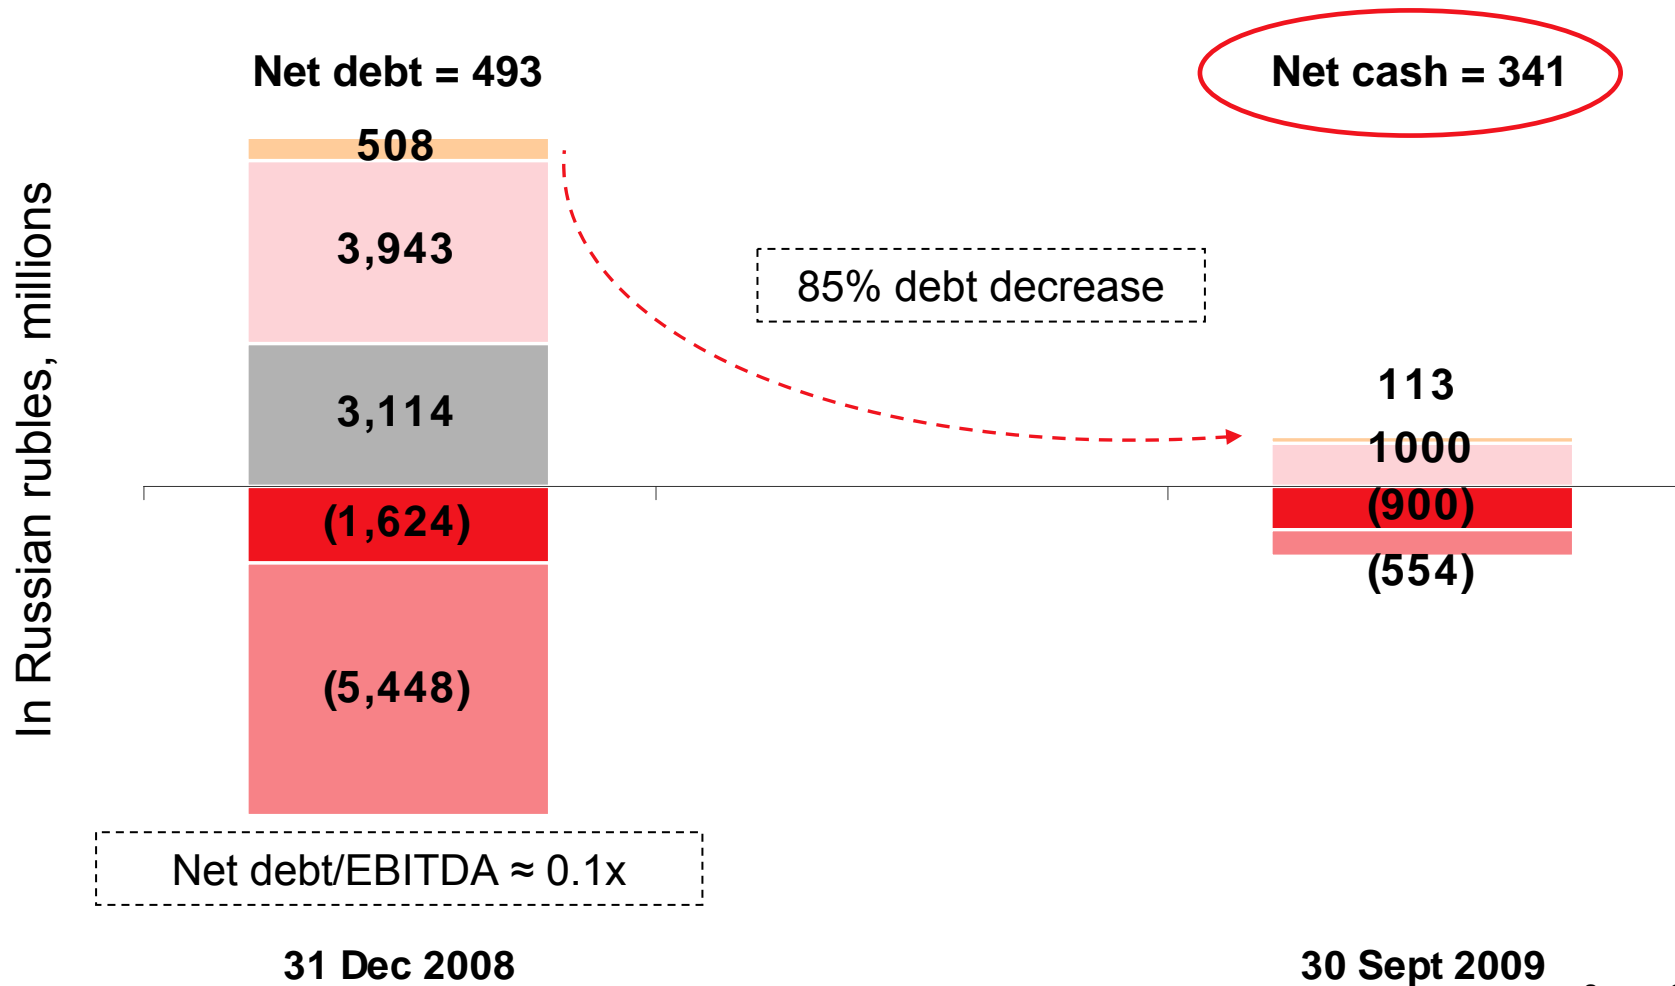 Net debt = 493
Net cash = 341
In Russian rubles, millions
508
3,943
3,114
(1,624)
(5,448)
85% debt decrease
113
1000
(900)
(554)
Net debt/EBITDA ≈ 0.1x
31 Dec 2008
30 Sept 2009